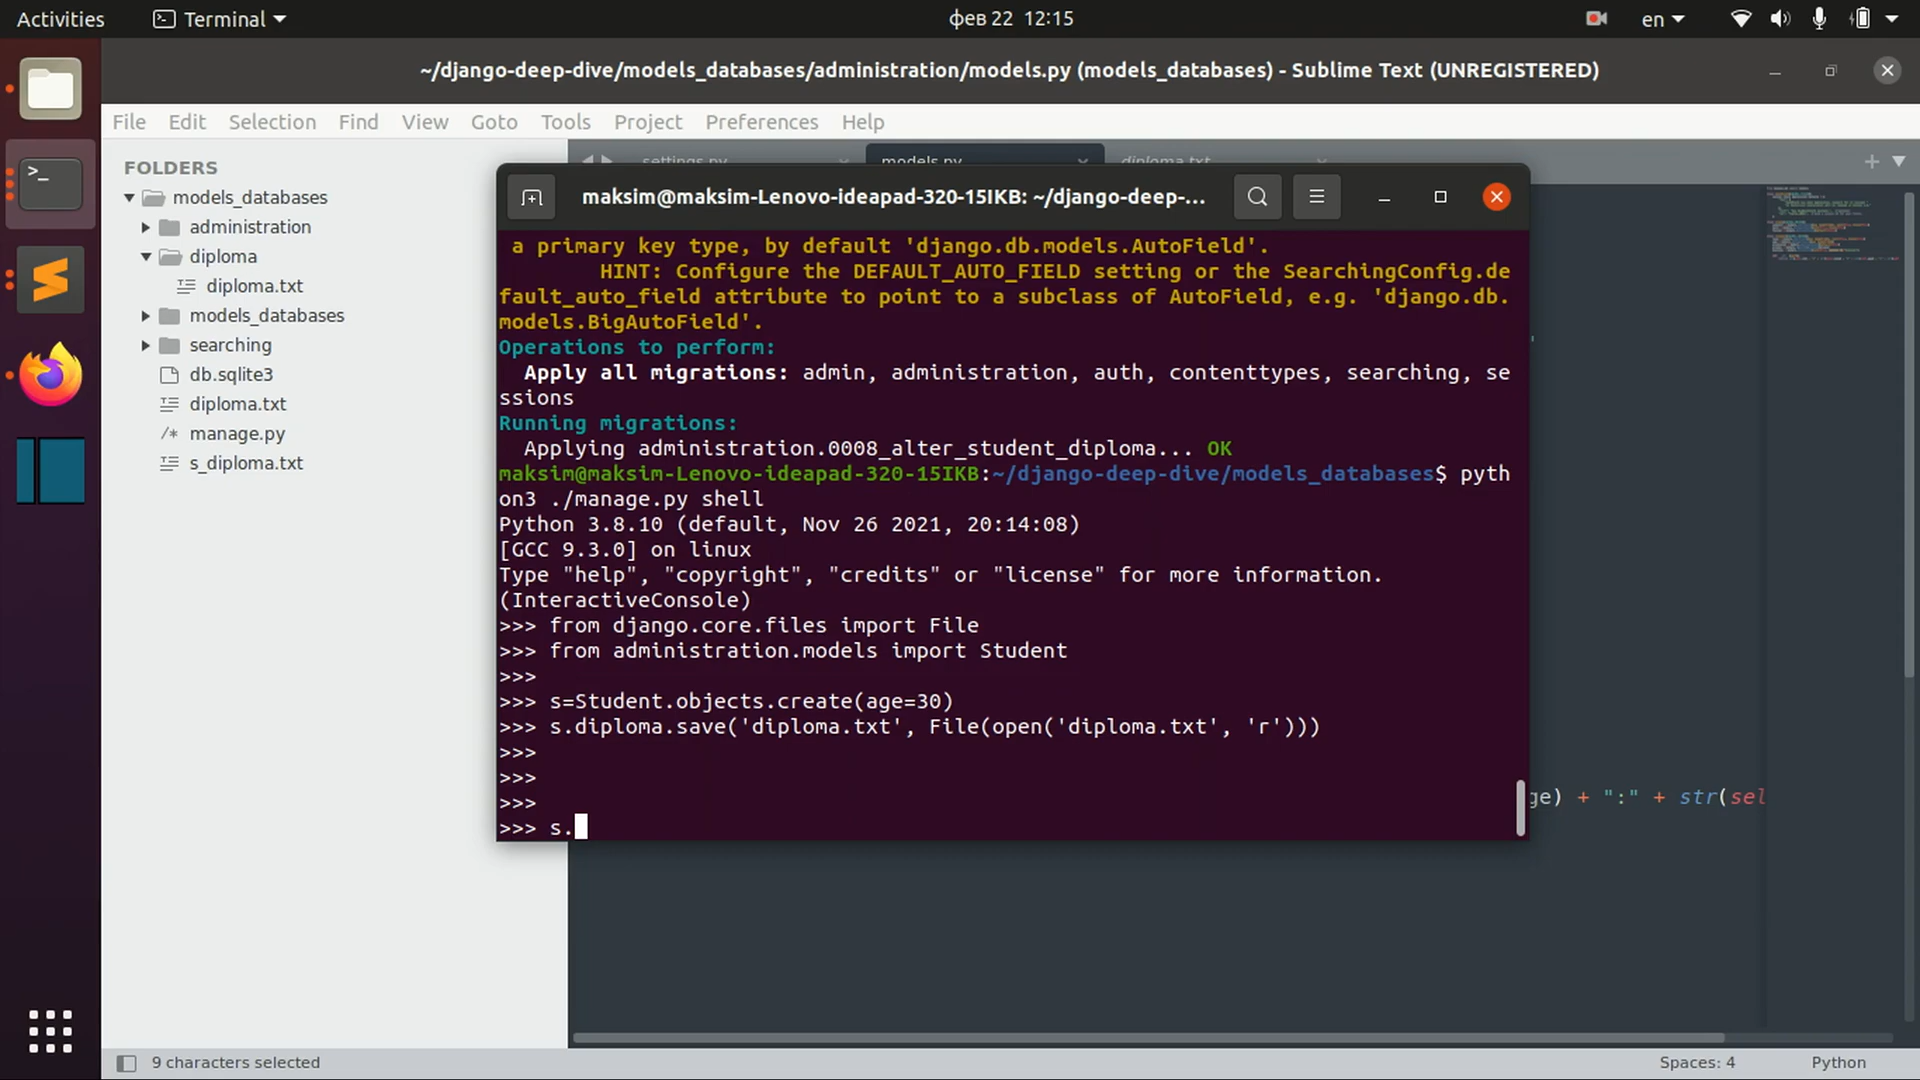 Activities
Terminal
фев 22 12:15
en
~/django-deep-dive/models_databases/administration/models.py (models_databases) - Sublime Text (UNREGISTERED)
File Edit Selection Find View Goto Tools Project Preferences Help
FOLDERS
models_databases
administration
diploma
diploma.txt
models_databases
searching
db.sqlite3
diploma.txt
manage.py
s_diploma.txt
settings.py
models.py
diploma.txt
maksim@maksim-Lenovo-ideapad-320-15IKB: ~/django-deep-...
a primary key type, by default 'django.db.models.AutoField'.
HINT: Configure the DEFAULT_AUTO_FIELD setting or the SearchingConfig.de
fault_auto_field attribute to point to a subclass of AutoField, e.g. 'django.db.
models.BigAutoField'.
Operations to perform:
Apply all migrations: admin, administration, auth, contenttypes, searching, se
ssions
Running migrations:
Applying administration.0008_alter_student_diploma... OK
maksim@maksim-Lenovo-ideapad-320-15IKB:~/django-deep-dive/models_databases$ pyth
on3 ./manage.py shell
Python 3.8.10 (default, Nov 26 2021, 20:14:08)
[GCC 9.3.0] on linux
Type "help", "copyright", "credits" or "license" for more information.
(InteractiveConsole)
>>> from django.core.files import File
>>> from administration.models import Student
>>>
>>> s=Student.objects.create(age=30)
>>> s.diploma.save('diploma.txt', File(open('diploma.txt', 'r')))
>>>
>>>
>>>
>>> s.
ge) + ":" + str(sel
9 characters selected
Spaces: 4
Python